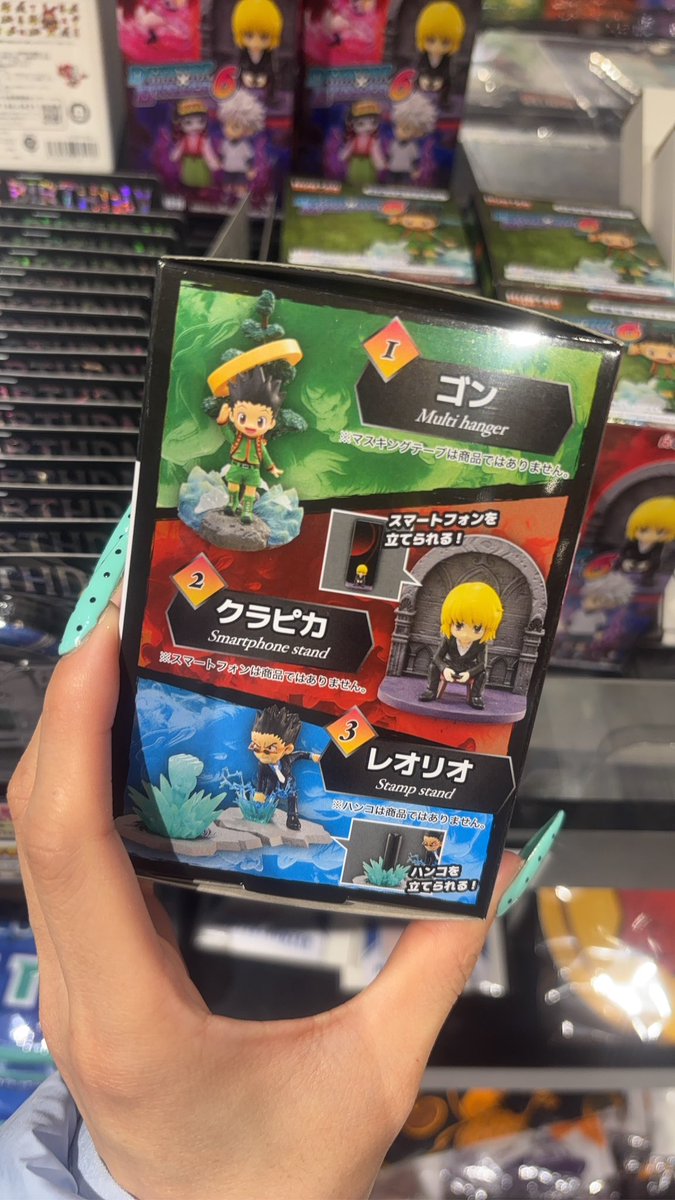 6
1
ゴン
Multi hanger
※マスキングテープは商品ではありません。
スマートフォンを
立てられる!
2
クラピカ
Smartphone stand
※スマートフォンは商品ではありません。
3
レオリオ
Stamp stand
※ハンコは商品ではありません。
ハンコを
立てられる!